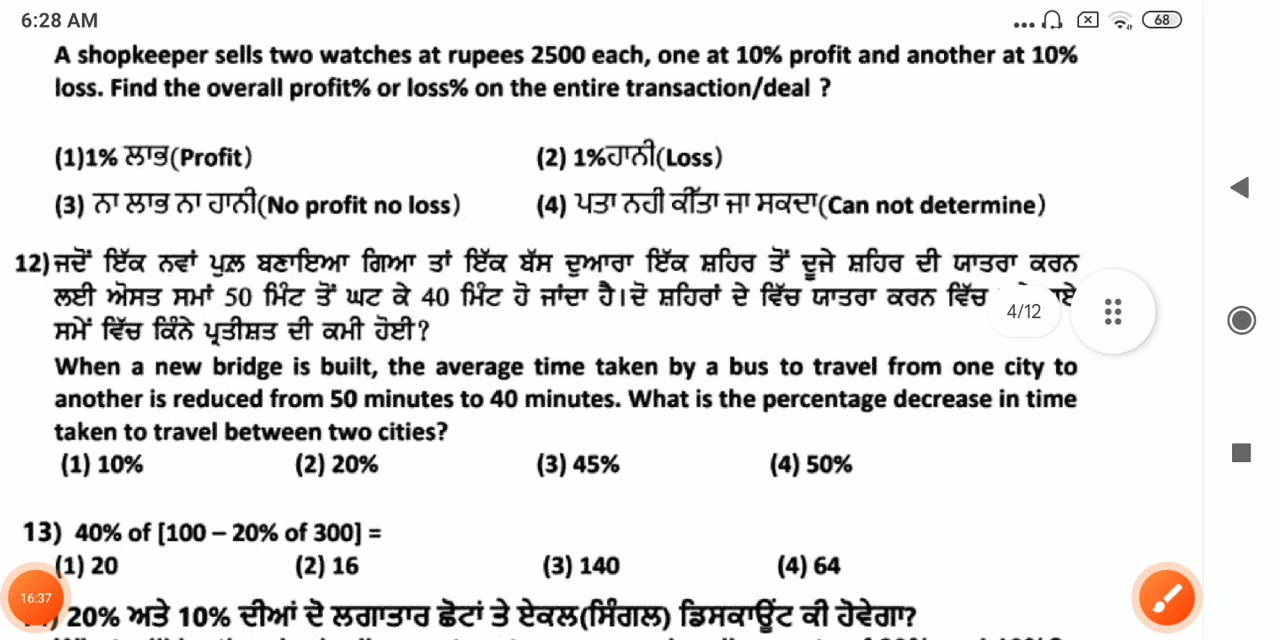 6:28 AM
68
A shopkeeper sells two watches at rupees 2500 each, one at 10% profit and another at 10%
loss. Find the overall profit% or loss% on the entire transaction/deal ?
(1)1% ਲਾਭ(Profit) (2) 1%ਹਾਨੀ(Loss)
(3) ਨਾ ਲਾਭ ਨਾ ਹਾਨੀ(No profit no loss) (4) ਪਤਾ ਨਹੀ ਕੀੱਤਾ ਜਾ ਸਕਦਾ(Can not determine)
12) ਜਦੋਂ ਇੱਕ ਨਵਾਂ ਪੁਲ਼ ਬਣਾਇਆ ਗਿਆ ਤਾਂ ਇੱਕ ਬੱਸ ਦੁਆਰਾ ਇੱਕ ਸ਼ਹਿਰ ਤੋਂ ਦੂਜੇ ਸ਼ਹਿਰ ਦੀ ਯਾਤਰਾ ਕਰਨ
ਲਈ ਔਸਤ ਸਮਾਂ 50 ਮਿੰਟ ਤੋਂ ਘਟ ਕੇ 40 ਮਿੰਟ ਹੋ ਜਾਂਦਾ ਹੈ।ਦੋ ਸ਼ਹਿਰਾਂ ਦੇ ਵਿੱਚ ਯਾਤਰਾ ਕਰਨ ਵਿੱਚ
4/12
ਸਮੇਂ ਵਿੱਚ ਕਿੰਨੇ ਪ੍ਰਤੀਸ਼ਤ ਦੀ ਕਮੀ ਹੋਈ?
When a new bridge is built, the average time taken by a bus to travel from one city to
another is reduced from 50 minutes to 40 minutes. What is the percentage decrease in time
taken to travel between two cities?
(1) 10% (2) 20% (3) 45% (4) 50%
13) 40% of [100 – 20% of 300] =
(1) 20 (2) 16 (3) 140 (4) 64
16:37
20% ਅਤੇ 10% ਦੀਆਂ ਦੋ ਲਗਾਤਾਰ ਛੋਟਾਂ ਤੇ ਏਕਲ(ਸਿੰਗਲ) ਡਿਸਕਾਊਂਟ ਕੀ ਹੋਵੇਗਾ?